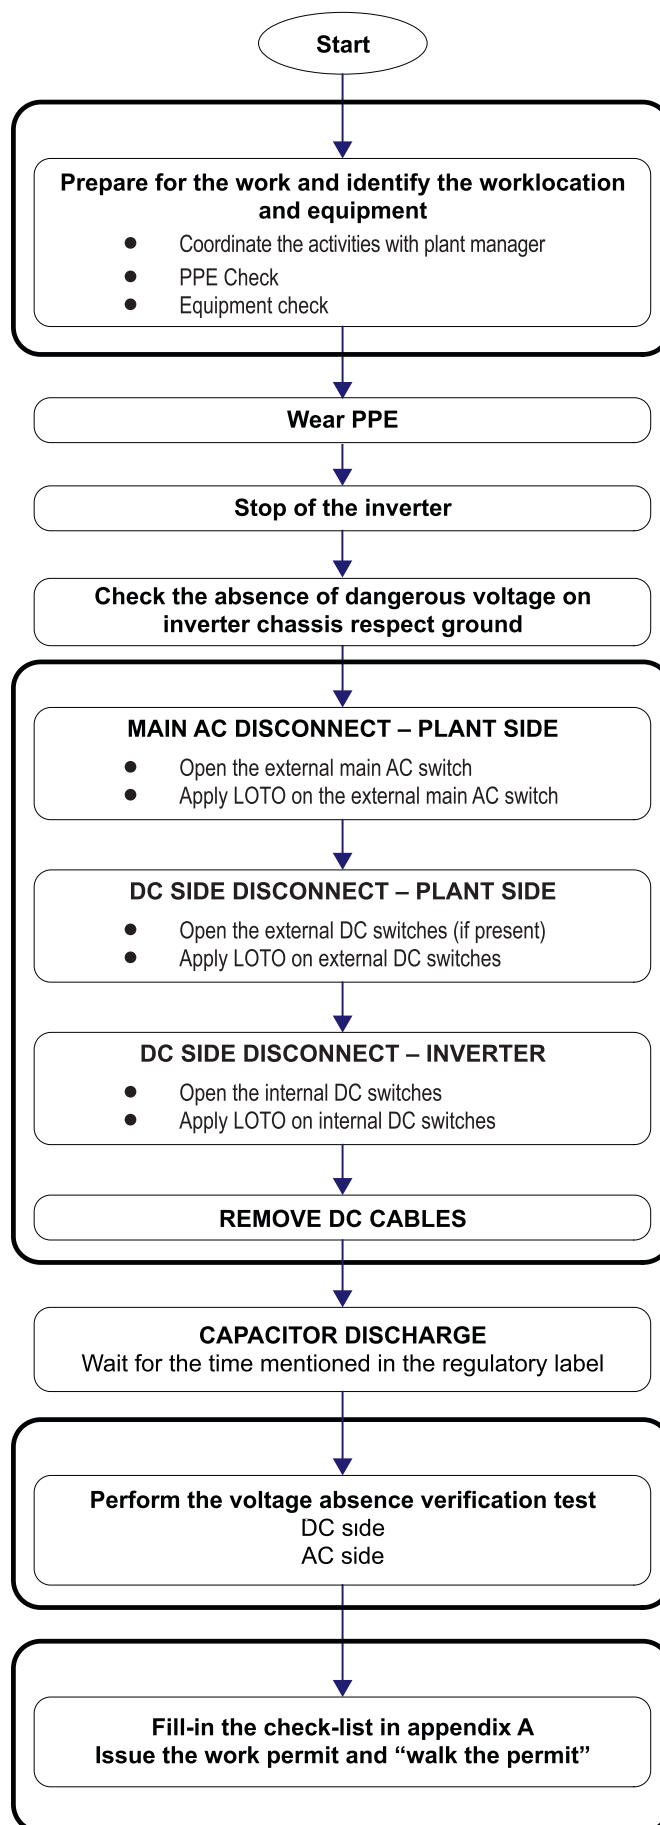 Start
Prepare for the work and identify the worklocation
and equipment
● Coordinate the activities with plant manager
● PPE Check
● Equipment check
Wear PPE
Stop of the inverter
Check the absence of dangerous voltage on
inverter chassis respect ground
MAIN AC DISCONNECT – PLANT SIDE
● Open the external main AC switch
● Apply LOTO on the external main AC switch
DC SIDE DISCONNECT – PLANT SIDE
● Open the external DC switches (if present)
● Apply LOTO on external DC switches
DC SIDE DISCONNECT – INVERTER
● Open the internal DC switches
● Apply LOTO on internal DC switches
REMOVE DC CABLES
CAPACITOR DISCHARGE
Wait for the time mentioned in the regulatory label
Perform the voltage absence verification test
DC side
AC side
Fill-in the check-list in appendix A
Issue the work permit and “walk the permit”